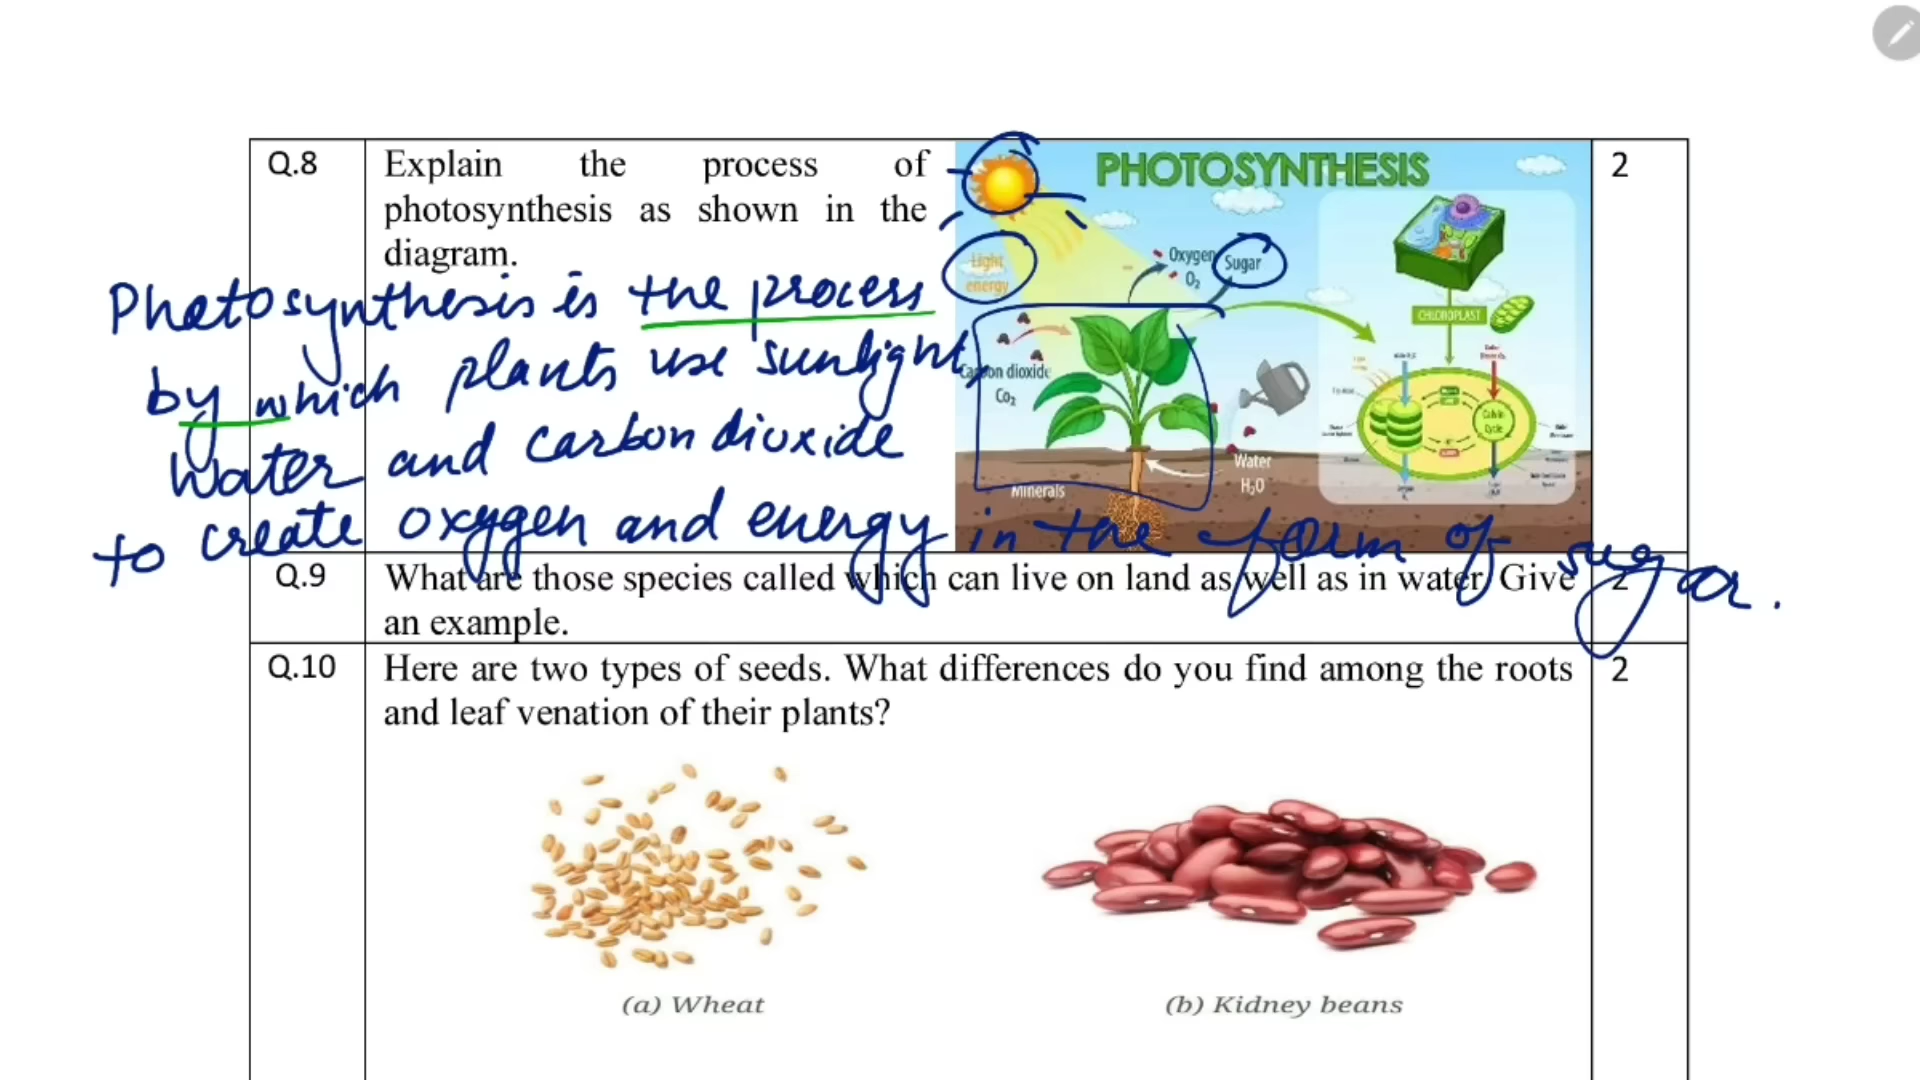 Q.8 Explain the process of 2
photosynthesis as shown in the
diagram.
PHOTOSYNTHESIS
Light
energy
Oxygen
O₂
Sugar
CHLOROPLAST
Carbon dioxide
Co₂
Calvin
Cycle
Water
H₂O
Minerals
Photosynthesis is the process
by which plants use sunlight,
water and carbondioxide
to create oxygen and energy in the form of sugar.
Q.9 What are those species called which can live on land as well as in water. Give 2
an example.
Q.10 Here are two types of seeds. What differences do you find among the roots 2
and leaf venation of their plants?
(a) Wheat
(b) Kidney beans